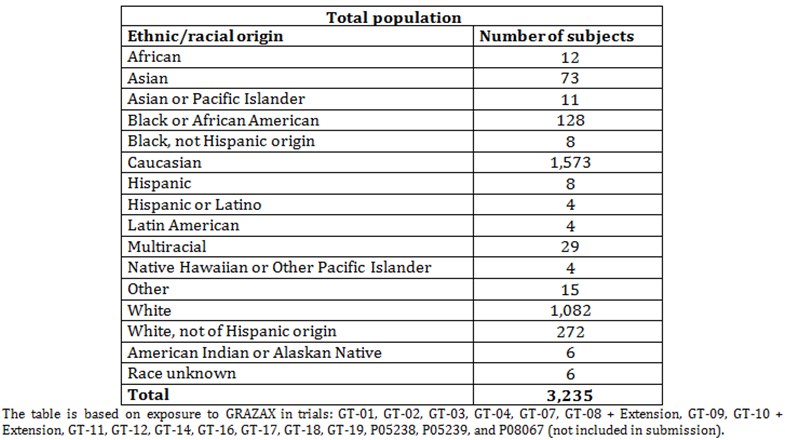 Total population
Ethnic/racial origin Number of subjects
African 12
Asian 73
Asian or Pacific Islander 11
Black or African American 128
Black, not Hispanic origin 8
Caucasian 1,573
Hispanic 8
Hispanic or Latino 4
Latin American 4
Multiracial 29
Native Hawaiian or Other Pacific Islander 4
Other 15
White 1,082
White, not of Hispanic origin 272
American Indian or Alaskan Native 6
Race unknown 6
Total 3,235
The table is based on exposure to GRAZAX in trials: GT-01, GT-02, GT-03, GT-04, GT-07, GT-08 + Extension, GT-09, GT-10 +
Extension, GT-11, GT-12, GT-14, GT-16, GT-17, GT-18, GT-19, P05238, P05239, and P08067 (not included in submission).